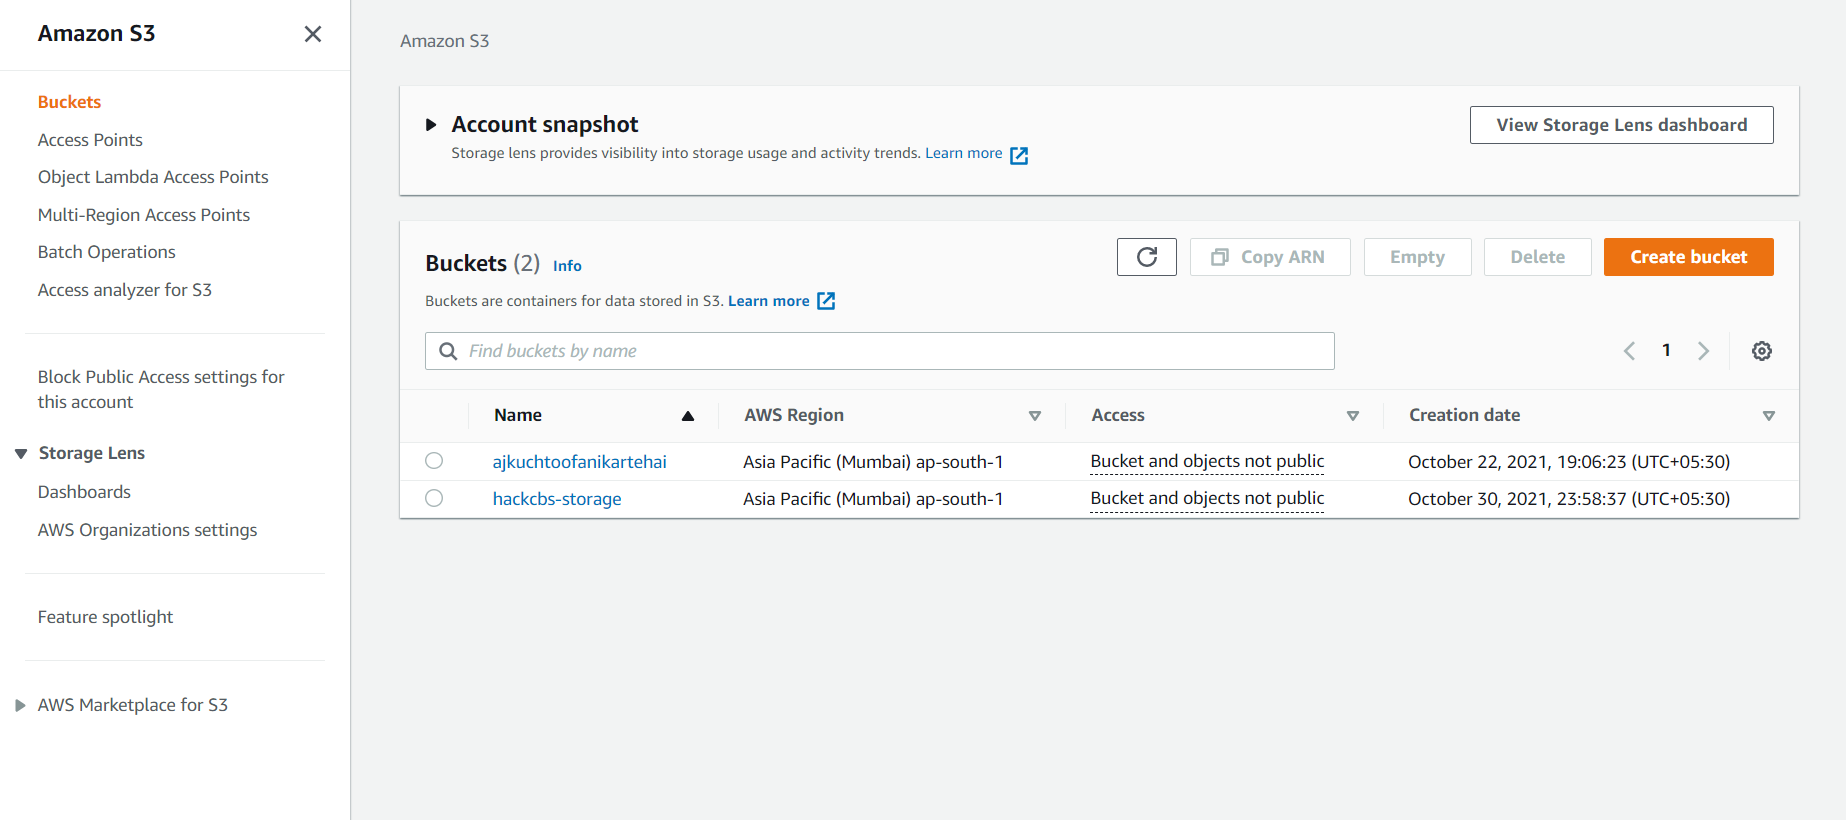 Amazon S3
Buckets
Access Points
Object Lambda Access Points
Multi-Region Access Points
Batch Operations
Access analyzer for S3
Block Public Access settings for
this account
Storage Lens
Dashboards
AWS Organizations settings
Feature spotlight
AWS Marketplace for S3
Amazon S3
Account snapshot
View Storage Lens dashboard
Storage lens provides visibility into storage usage and activity trends. Learn more
Buckets (2) Info
Copy ARN Empty Delete Create bucket
Buckets are containers for data stored in S3. Learn more
Find buckets by name
1
Name AWS Region Access Creation date
ajkuchtoofanikartehai Asia Pacific (Mumbai) ap-south-1 Bucket and objects not public October 22, 2021, 19:06:23 (UTC+05:30)
hackcbs-storage Asia Pacific (Mumbai) ap-south-1 Bucket and objects not public October 30, 2021, 23:58:37 (UTC+05:30)